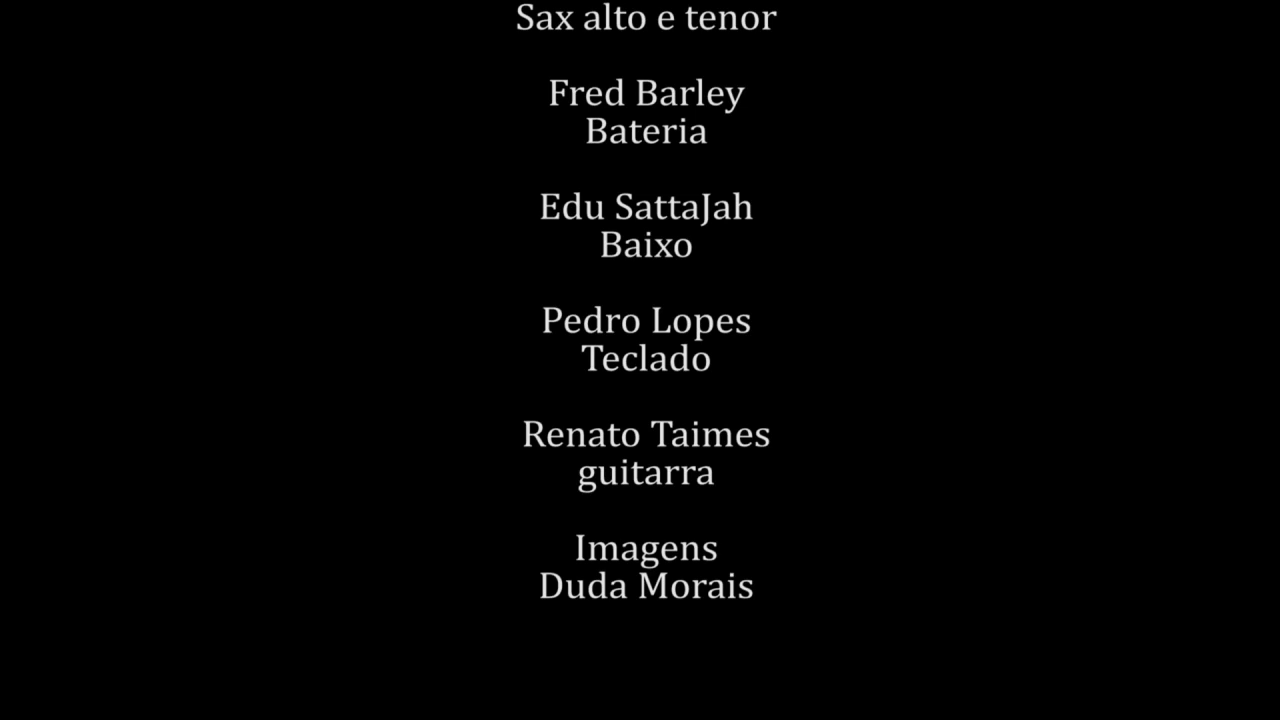 Sax alto e tenor
Fred Barley
Bateria
Edu SattaJah
Baixo
Pedro Lopes
Teclado
Renato Taimes
guitarra
Imagens
Duda Morais